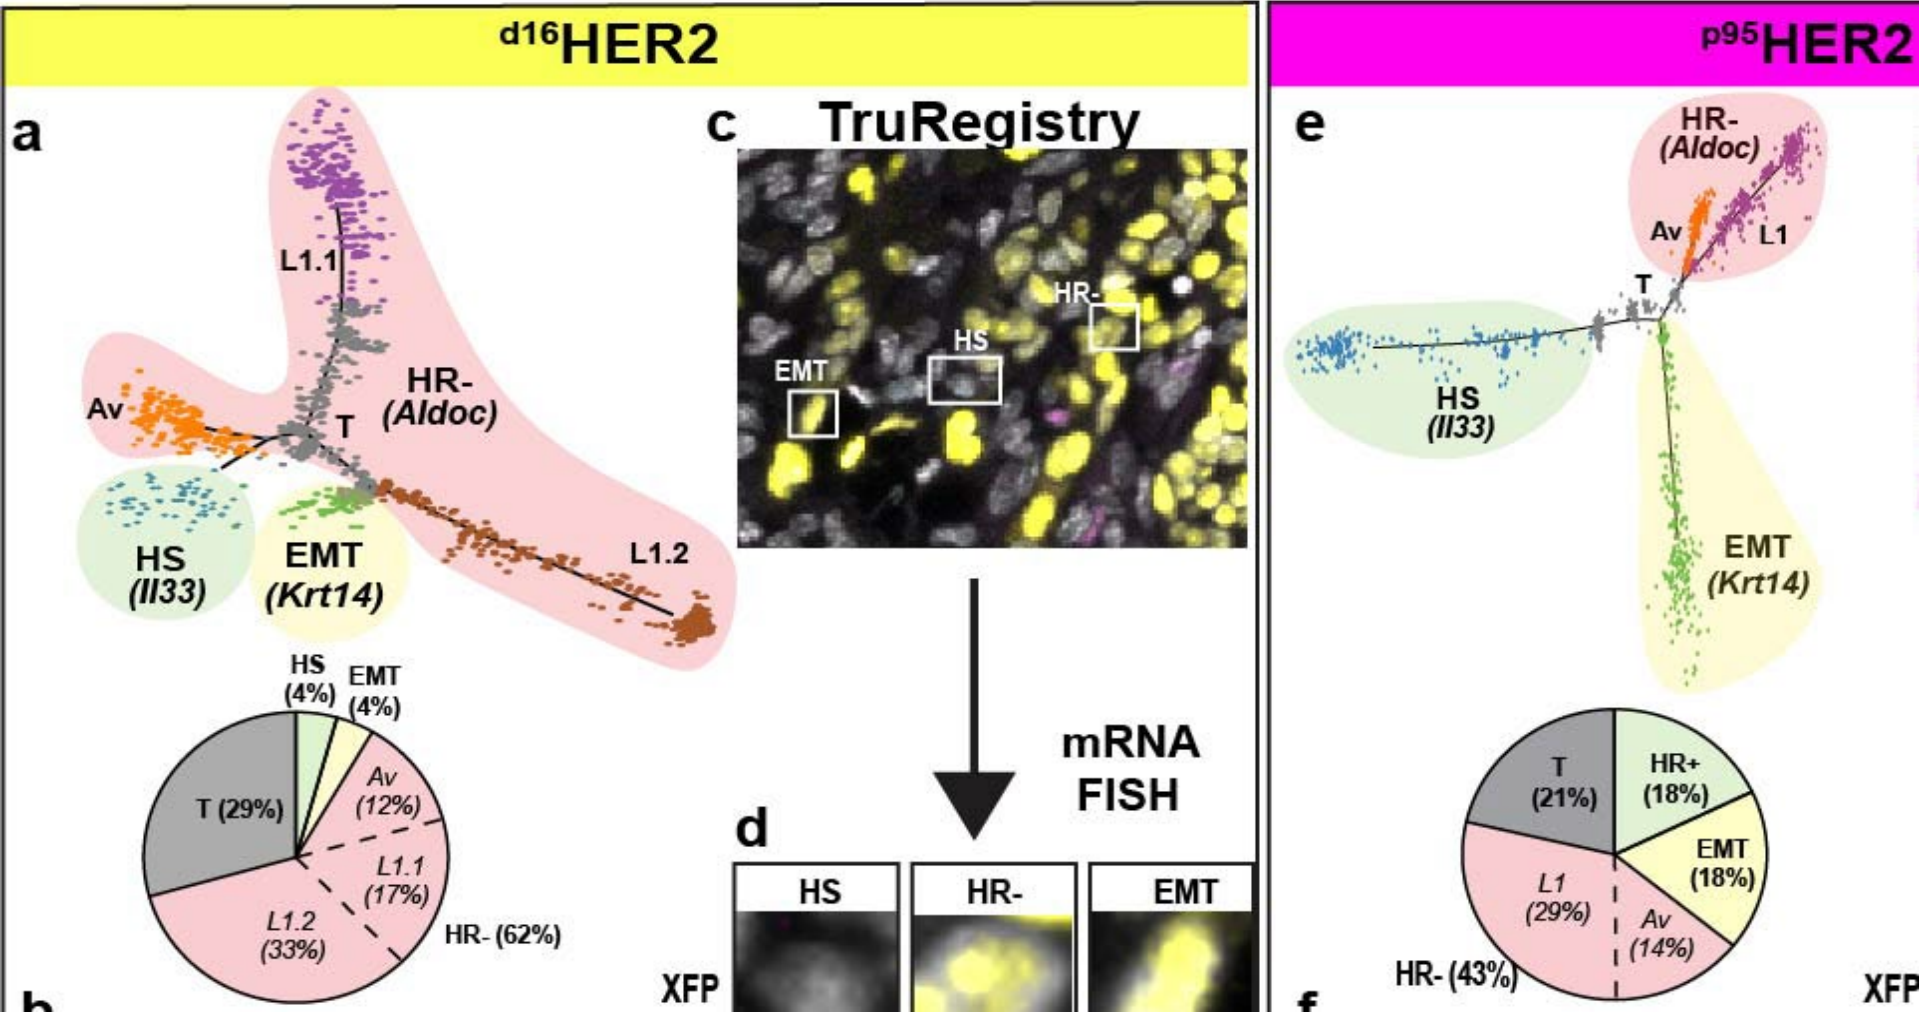 d16HER2
a
L1.1
Av
T
HR-
(Aldoc)
HS
(Il33)
EMT
(Krt14)
L1.2
HS
(4%)
EMT
(4%)
T (29%)
Av
(12%)
L1.1
(17%)
L1.2
(33%)
HR- (62%)
b
c
TruRegistry
HR-
HS
EMT
mRNA
FISH
d
HS
HR-
EMT
XFP
p95HER2
e
HR-
(Aldoc)
Av
L1
T
HS
(Il33)
EMT
(Krt14)
T
(21%)
HR+
(18%)
EMT
(18%)
L1
(29%)
Av
(14%)
HR- (43%)
f
XFP